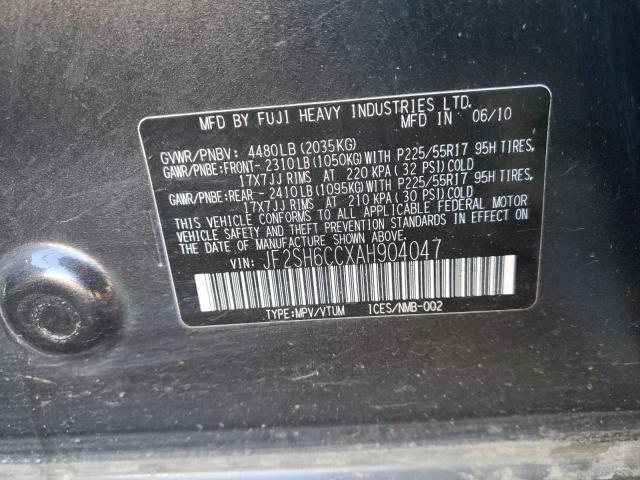 MFD BY FUJI HEAVY INDUSTRIES LTD.
MFD IN 06/10
GVWR/PNBV: 4480LB (2035KG)
GAWR/PNBE:FRONT- 2310LB (1050KG)WITH P225/55R17 95H TIRES,
17X7JJ RIMS AT 220 KPA ( 32 PSI) COLD
GAWR/PNBE:REAR - 2410LB (1095KG)WITH P225/55R17 95H TIRES,
17X7JJ RIMS AT 210 KPA ( 30 PSI) COLD
THIS VEHICLE CONFORMS TO ALL APPLICABLE FEDERAL MOTOR
VEHICLE SAFETY AND THEFT PREVENTION STANDARDS IN EFFECT ON
THE DATE OF MANUFACTURE SHOWN ABOVE.
VIN: JF2SH6CCXAH904047
TYPE:MPV/VTUM ICES/NMB-002